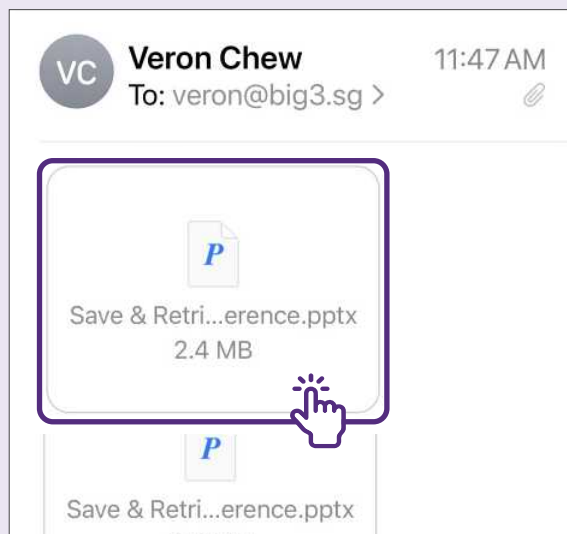 VC
Veron Chew
11:47 AM
To: veron@big3.sg >
P
Save & Retri...erence.pptx
2.4 MB
P
Save & Retri...erence.pptx